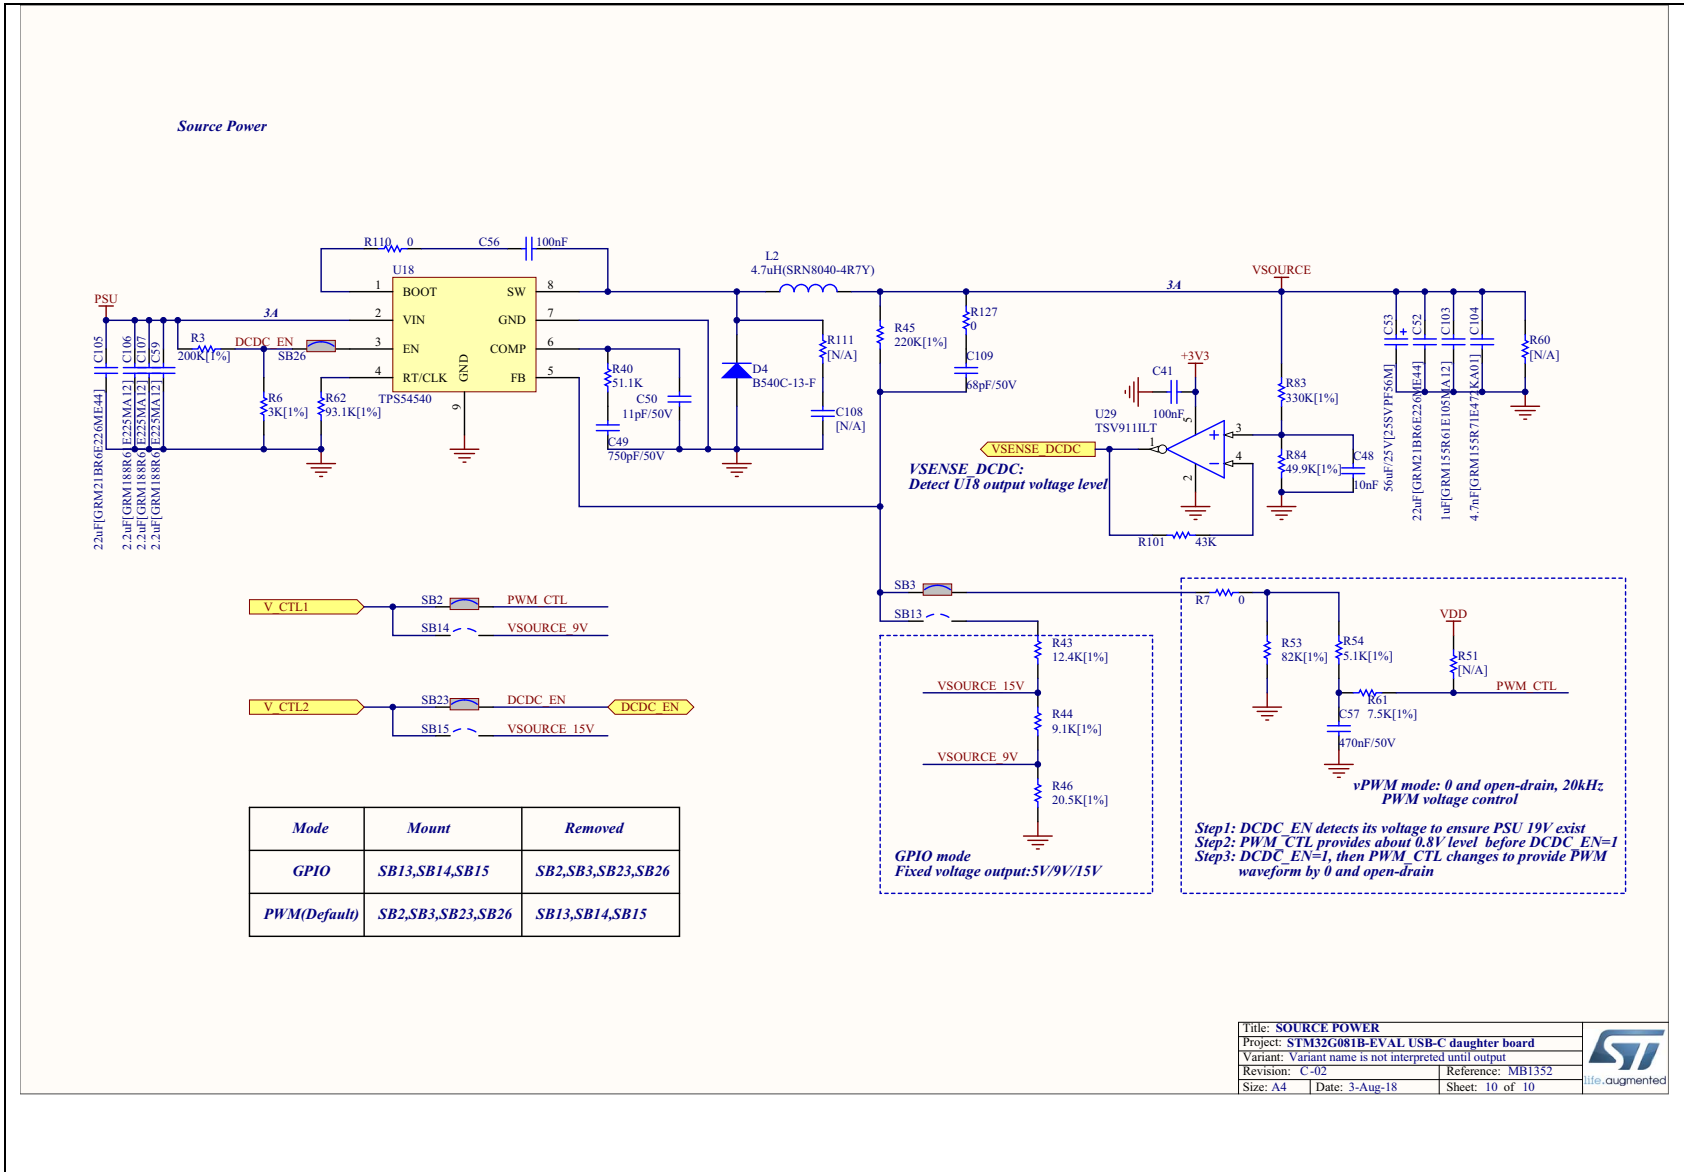 Source Power
R110 0
C56
100nF
U18
1 BOOT
SW 8
2 VIN
GND 7
3 EN
COMP 6
4 RT/CLK
FB 5
GND
9
TPS54540
PSU
3A
R3
200K[1%]
DCDC_EN
SB26
R6
3K[1%]
R62
93.1K[1%]
C105
22uF[GRM21BR6E226ME44]
C106
2.2uF[GRM188R6E225MA12]
C107
2.2uF[GRM188R6E225MA12]
C59
2.2uF[GRM188R6E225MA12]
R40
51.1K
C50
11pF/50V
C49
750pF/50V
L2
4.7uH(SRN8040-4R7Y)
D4
B540C-13-F
R111
[N/A]
C108
[N/A]
R45
220K[1%]
R127
0
C109
68pF/50V
3A
VSOURCE
+3V3
C41
100nF
U29
TSV911ILT
5
+ 3
- 4
1
2
VSENSE_DCDC
VSENSE_DCDC:
Detect U18 output voltage level
R101
43K
R83
330K[1%]
R84
49.9K[1%]
C48
10nF
C53
+
56uF/25V[25SVPF56M]
C52
22uF[GRM21BR6E226ME44]
C103
1uF[GRM155R61E105MA12]
C104
4.7nF[GRM155R71E472KA01]
R60
[N/A]
V_CTL1
SB2
PWM_CTL
SB14
VSOURCE_9V
V_CTL2
SB23
DCDC_EN
DCDC_EN
SB15
VSOURCE_15V
SB3
SB13
R43
12.4K[1%]
VSOURCE_15V
R44
9.1K[1%]
VSOURCE_9V
R46
20.5K[1%]
GPIO mode
Fixed voltage output:5V/9V/15V
R7 0
R53
82K[1%]
R54
5.1K[1%]
VDD
R51
[N/A]
PWM_CTL
R61
7.5K[1%]
C57
470nF/50V
vPWM mode: 0 and open-drain, 20kHz
PWM voltage control
Step1: DCDC_EN detects its voltage to ensure PSU 19V exist
Step2: PWM_CTL provides about 0.8V level before DCDC_EN=1
Step3: DCDC_EN=1, then PWM_CTL changes to provide PWM
waveform by 0 and open-drain
Mode Mount Removed
GPIO SB13,SB14,SB15 SB2,SB3,SB23,SB26
PWM(Default) SB2,SB3,SB23,SB26 SB13,SB14,SB15
Title: SOURCE POWER
Project: STM32G081B-EVAL USB-C daughter board
Variant: Variant name is not interpreted until output
Revision: C-02 Reference: MB1352
Size: A4 Date: 3-Aug-18 Sheet: 10 of 10
ST
life.augmented